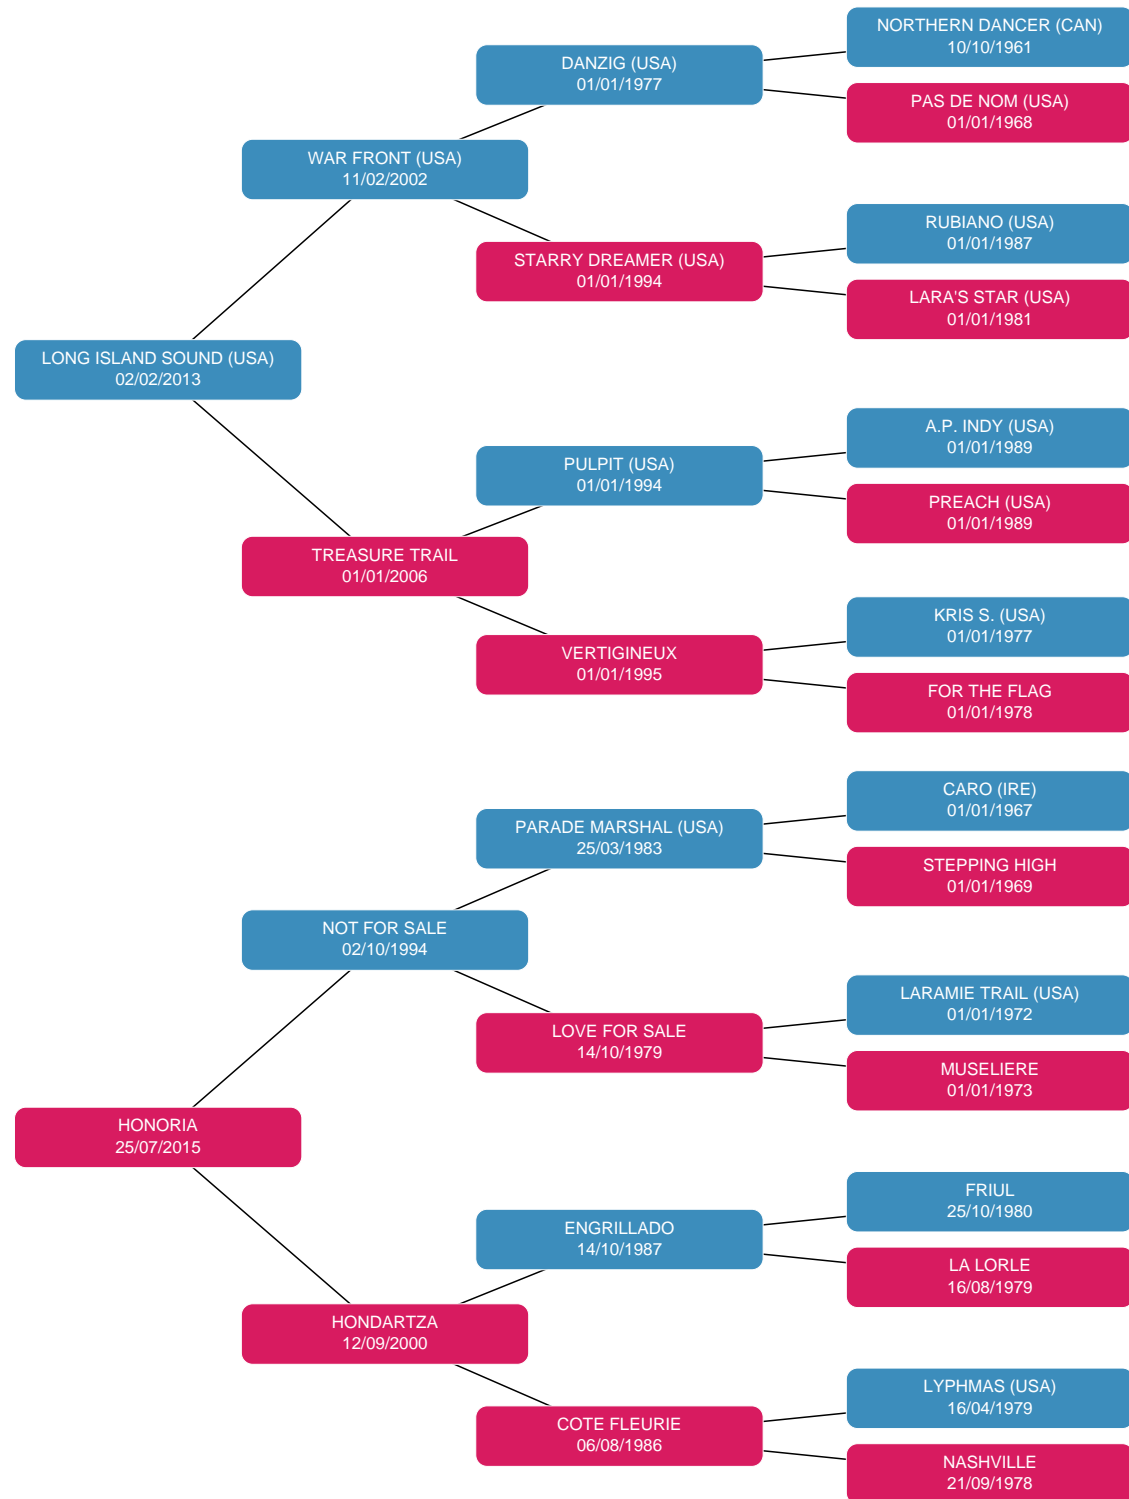 NORTHERN DANCER (CAN)
10/10/1961
DANZIG (USA)
01/01/1977
PAS DE NOM (USA)
01/01/1968
WAR FRONT (USA)
11/02/2002
RUBIANO (USA)
01/01/1987
STARRY DREAMER (USA)
01/01/1994
LARA'S STAR (USA)
01/01/1981
LONG ISLAND SOUND (USA)
02/02/2013
A.P. INDY (USA)
01/01/1989
PULPIT (USA)
01/01/1994
PREACH (USA)
01/01/1989
TREASURE TRAIL
01/01/2006
KRIS S. (USA)
01/01/1977
VERTIGINEUX
01/01/1995
FOR THE FLAG
01/01/1978
CARO (IRE)
01/01/1967
PARADE MARSHAL (USA)
25/03/1983
STEPPING HIGH
01/01/1969
NOT FOR SALE
02/10/1994
LARAMIE TRAIL (USA)
01/01/1972
LOVE FOR SALE
14/10/1979
MUSELIERE
01/01/1973
HONORIA
25/07/2015
FRIUL
25/10/1980
ENGRILLADO
14/10/1987
LA LORLE
16/08/1979
HONDARTZA
12/09/2000
LYPHMAS (USA)
16/04/1979
COTE FLEURIE
06/08/1986
NASHVILLE
21/09/1978